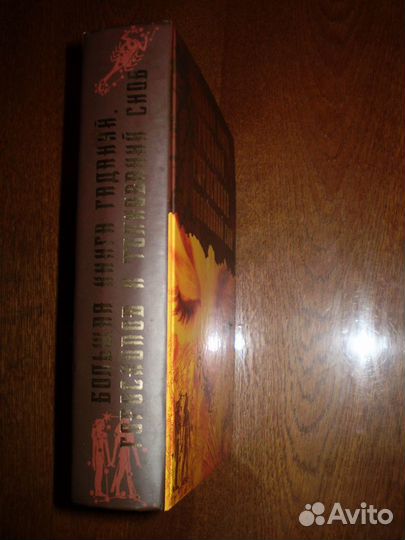 БОЛЬШАЯ КНИГА ГАДАНИЙ,
ГОРОСКОПОВ И ТОЛКОВАНИЙ СНОВ
Avito